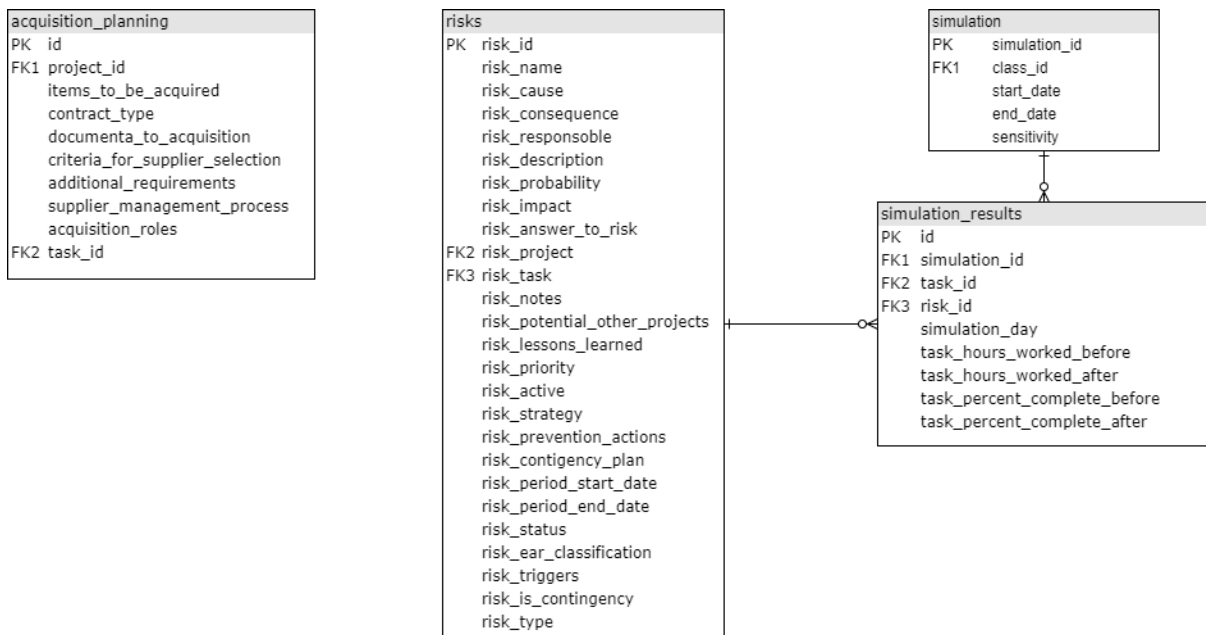 acquisition_planning
PK id
FK1 project_id
items_to_be_acquired
contract_type
documenta_to_acquisition
criteria_for_supplier_selection
additional_requirements
supplier_management_process
acquisition_roles
FK2 task_id
risks
PK risk_id
risk_name
risk_cause
risk_consequence
risk_responsoble
risk_description
risk_probability
risk_impact
risk_answer_to_risk
FK2 risk_project
FK3 risk_task
risk_notes
risk_potential_other_projects
risk_lessons_learned
risk_priority
risk_active
risk_strategy
risk_prevention_actions
risk_contigency_plan
risk_period_start_date
risk_period_end_date
risk_status
risk_ear_classification
risk_triggers
risk_is_contingency
risk_type
simulation
PK simulation_id
FK1 class_id
start_date
end_date
sensitivity
simulation_results
PK id
FK1 simulation_id
FK2 task_id
FK3 risk_id
simulation_day
task_hours_worked_before
task_hours_worked_after
task_percent_complete_before
task_percent_complete_after